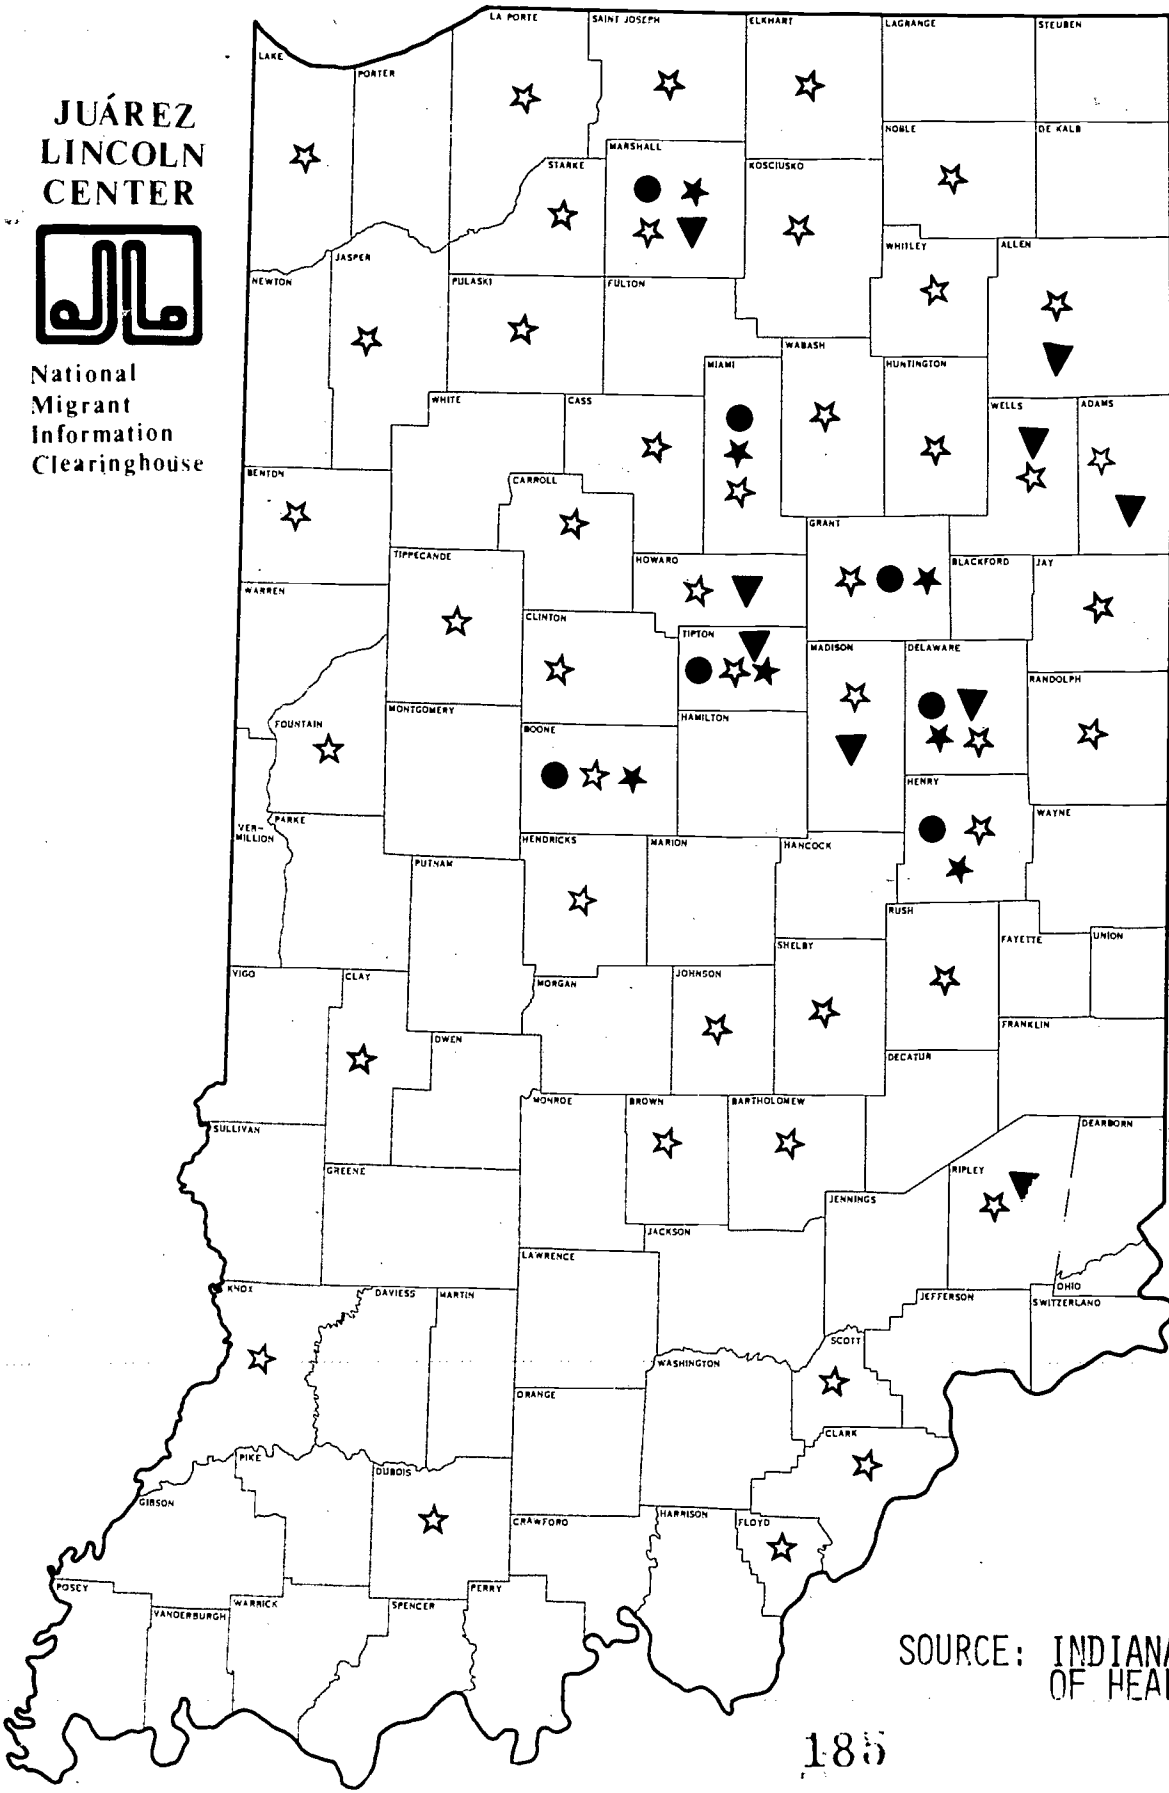 LA PORTE
SAINT JOSEPH
ELKHART
LAGRANGE
STEUBEN
LAKE
PORTER
JUÁREZ
LINCOLN
CENTER
NOBLE
DE KALB
MARSHALL
STARKE
KOSCIUSKO
WHITLEY
ALLEN
JASPER
NEWTON
PULASKI
FULTON
WABASH
MIAMI
HUNTINGTON
National
Migrant
Information
Clearinghouse
WHITE
CASS
WELLS
ADAMS
BENTON
CARROLL
GRANT
TIPPECANOE
HOWARD
BLACKFORD
JAY
WARREN
CLINTON
TIPTON
MADISON
DELAWARE
RANDOLPH
MONTGOMERY
HAMILTON
FOUNTAIN
BOONE
HENRY
WAYNE
PARKE
VER-
MILLION
HENDRICKS
MARION
HANCOCK
PUTNAM
RUSH
FAYETTE
UNION
SHELBY
VIGO
CLAY
MORGAN
JOHNSON
FRANKLIN
OWEN
DECATUR
MONROE
BROWN
BARTHOLOMEW
DEARBORN
SULLIVAN
GREENE
RIPLEY
JENNINGS
JACKSON
LAWRENCE
KNOX
DAVIESS
MARTIN
OHIO
JEFFERSON
SWITZERLAND
SCOTT
WASHINGTON
ORANGE
CLARK
PIKE
DUBOIS
GIBSON
CRAWFORD
HARRISON
FLOYD
POSEY
VANDERBURGH
WARRICK
SPENCER
PERRY
SOURCE: INDIANA
OF HEAL
185